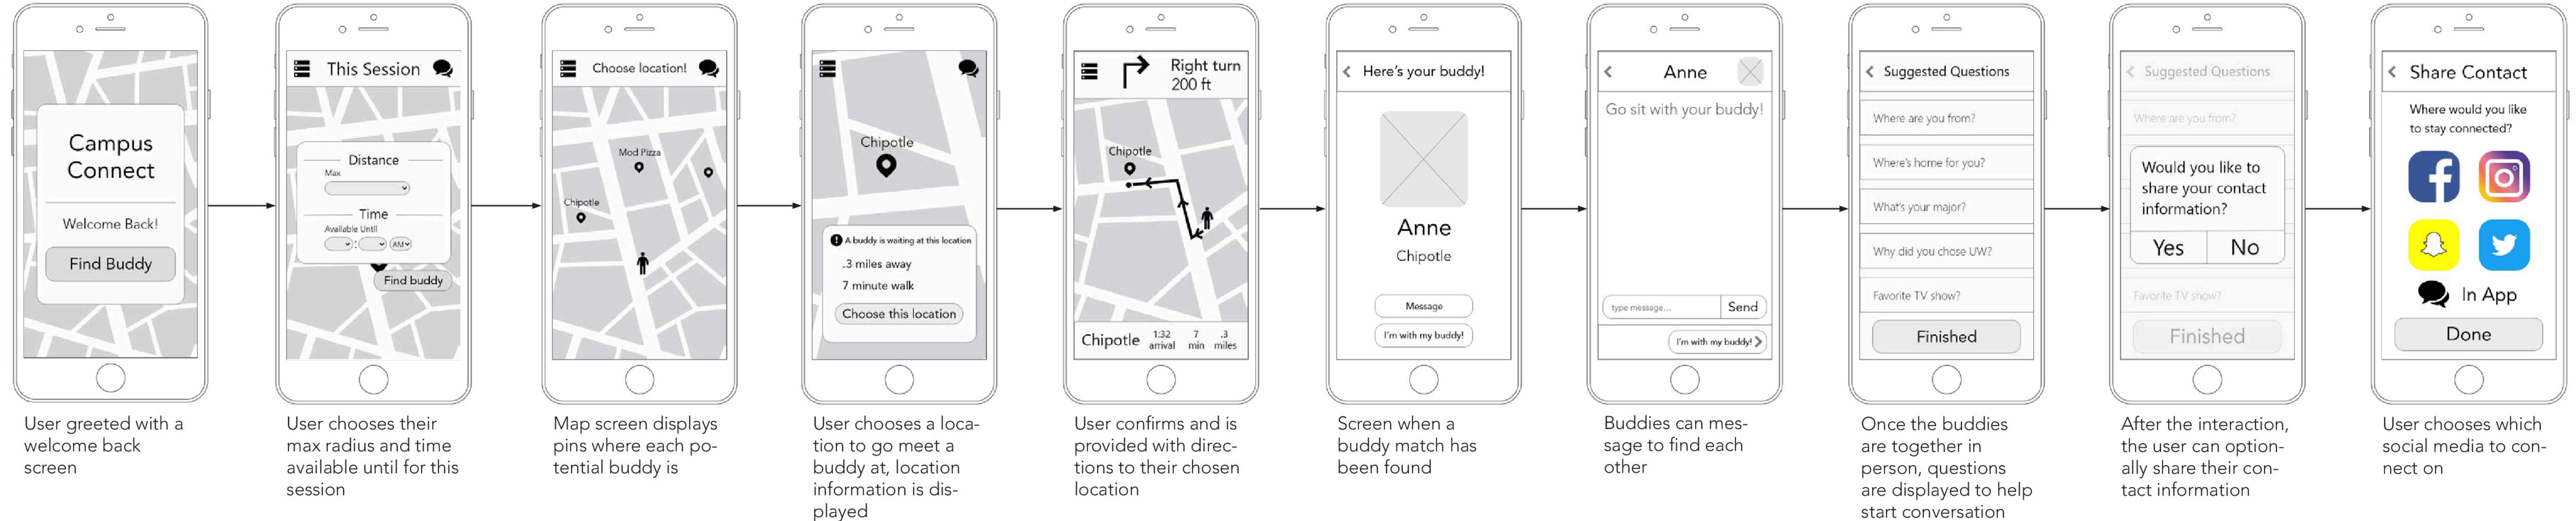 Campus
Connect
Welcome Back!
Find Buddy
User greeted with a
welcome back
screen
This Session
Distance
Max
Time
Available Until
:
AM
Find buddy
User chooses their
max radius and time
available until for this
session
Choose location!
Mod Pizza
Chipotle
Map screen displays
pins where each po-
tential buddy is
Chipotle
! A buddy is waiting at this location
.3 miles away
7 minute walk
Choose this location
User chooses a loca-
tion to go meet a
buddy at, location
information is dis-
played
Right turn
200 ft
Chipotle
Chipotle 1:32 7 .3
arrival min miles
User confirms and is
provided with direc-
tions to their chosen
location
Here's your buddy!
Anne
Chipotle
Message
I'm with my buddy!
Screen when a
buddy match has
been found
Anne
Go sit with your buddy!
type message... Send
I'm with my buddy!
Buddies can mes-
sage to find each
other
Suggested Questions
Where are you from?
Where's home for you?
What's your major?
Why did you chose UW?
Favorite TV show?
Finished
Once the buddies
are together in
person, questions
are displayed to help
start conversation
Suggested Questions
Where are you from?
Would you like to
share your contact
information?
Yes No
Favorite TV show?
Finished
After the interaction,
the user can option-
ally share their con-
tact information
Share Contact
Where would you like
to stay connected?
In App
Done
User chooses which
social media to con-
nect on